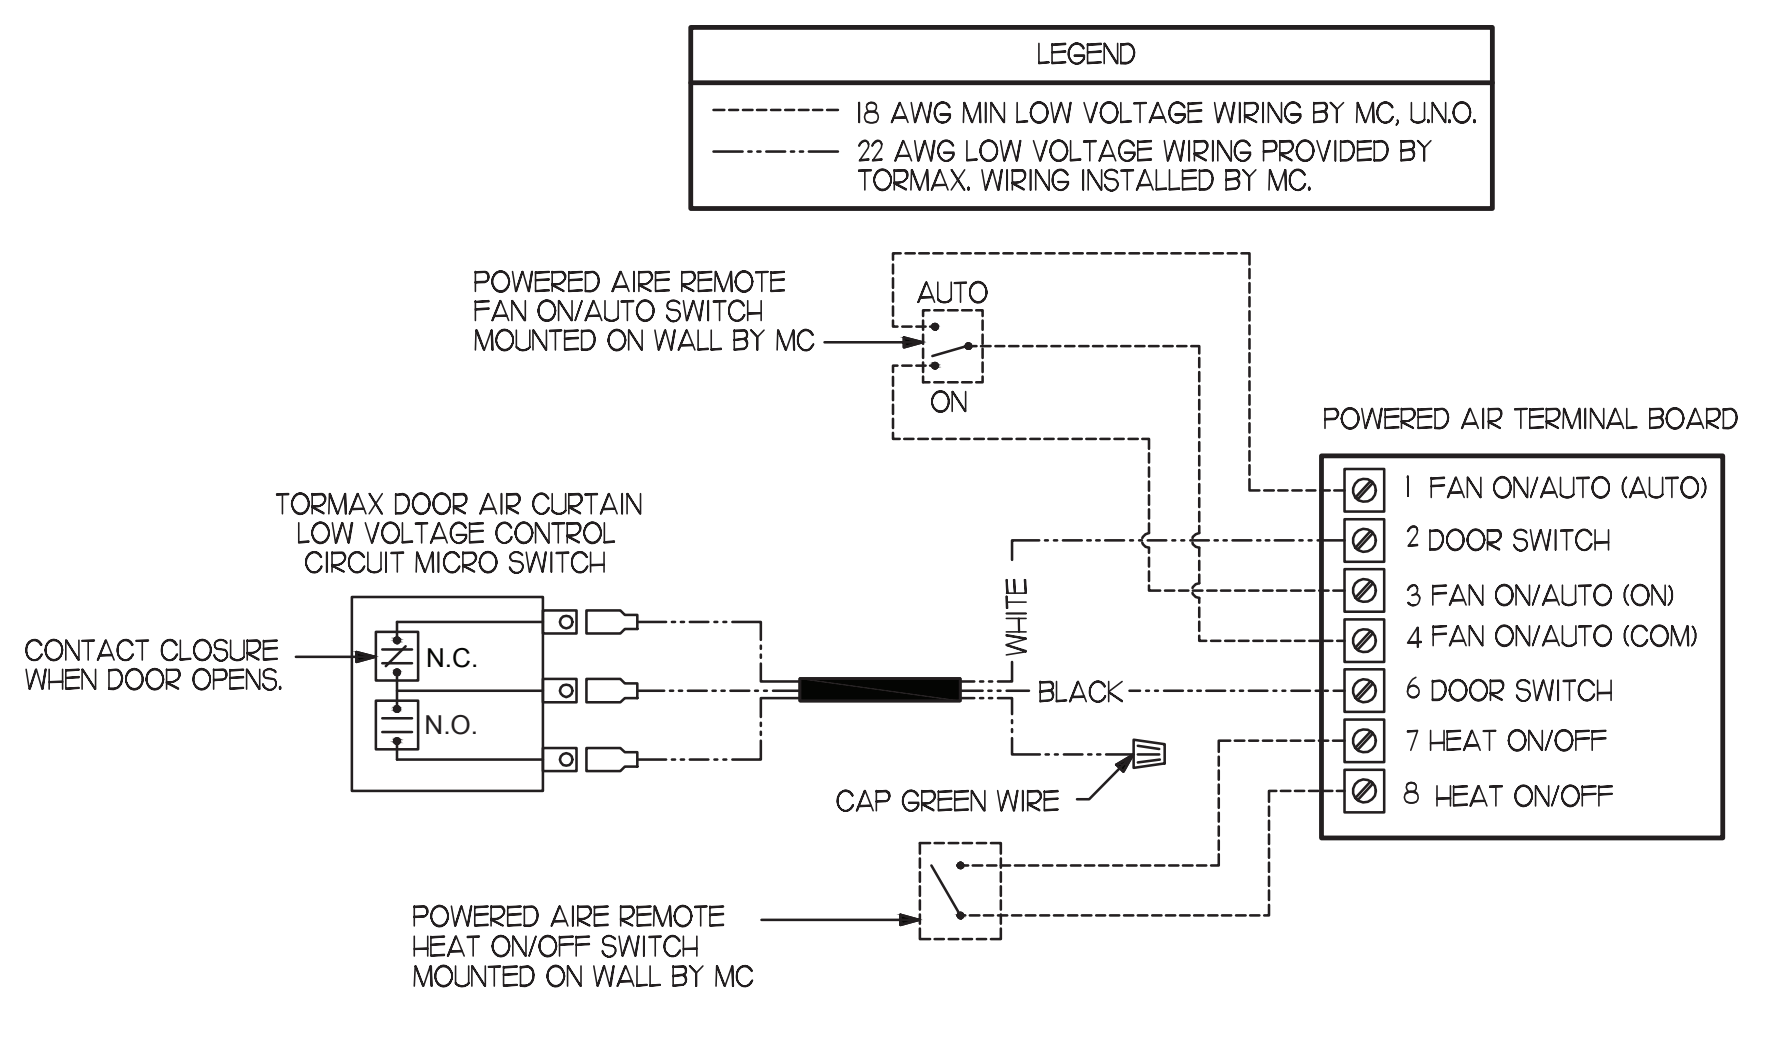 LEGEND
18 AWG MIN LOW VOLTAGE WIRING BY MC, U.N.O.
22 AWG LOW VOLTAGE WIRING PROVIDED BY
TORMAX. WIRING INSTALLED BY MC.
POWERED AIRE REMOTE
FAN ON/AUTO SWITCH
MOUNTED ON WALL BY MC
AUTO
ON
POWERED AIR TERMINAL BOARD
1 FAN ON/AUTO (AUTO)
2 DOOR SWITCH
3 FAN ON/AUTO (ON)
4 FAN ON/AUTO (COM)
6 DOOR SWITCH
7 HEAT ON/OFF
8 HEAT ON/OFF
TORMAX DOOR AIR CURTAIN
LOW VOLTAGE CONTROL
CIRCUIT MICRO SWITCH
CONTACT CLOSURE
WHEN DOOR OPENS.
N.C.
N.O.
WHITE
BLACK
CAP GREEN WIRE
POWERED AIRE REMOTE
HEAT ON/OFF SWITCH
MOUNTED ON WALL BY MC